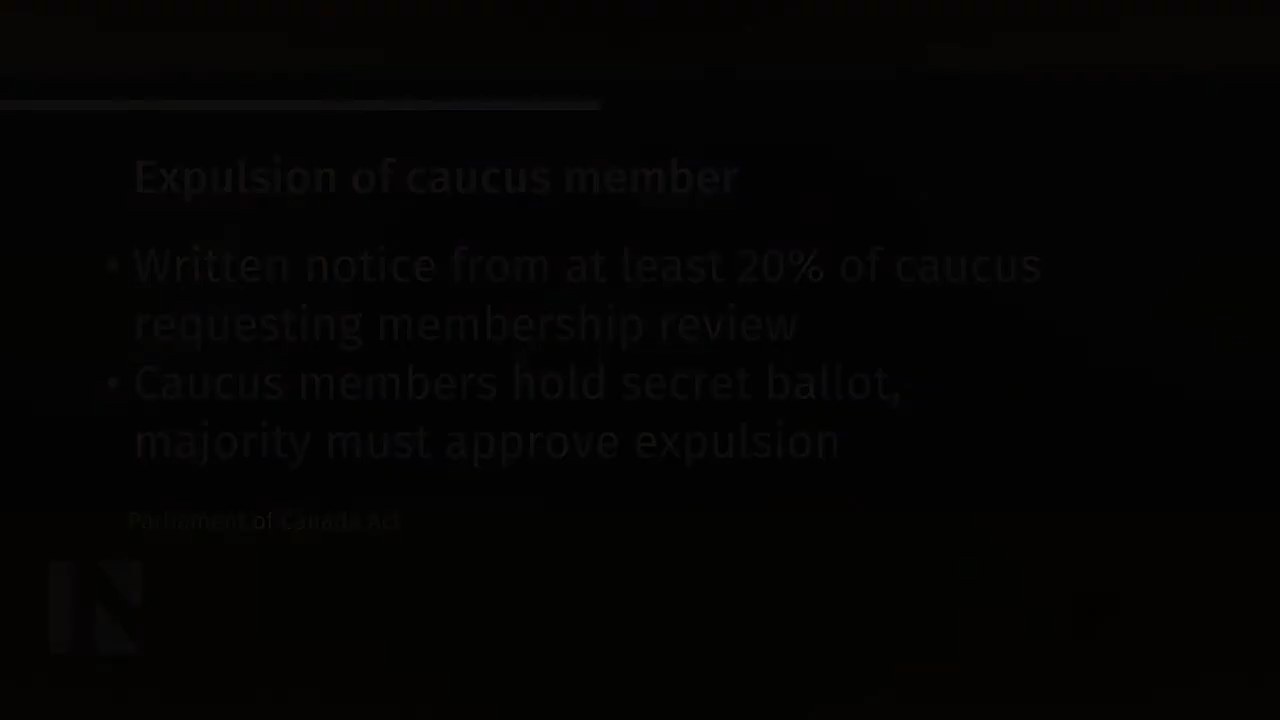 Expulsion of caucus member
• Written notice from at least 20% of caucus
requesting membership review
• Caucus members hold secret ballot,
majority must approve expulsion
Parliament of Canada Act
N